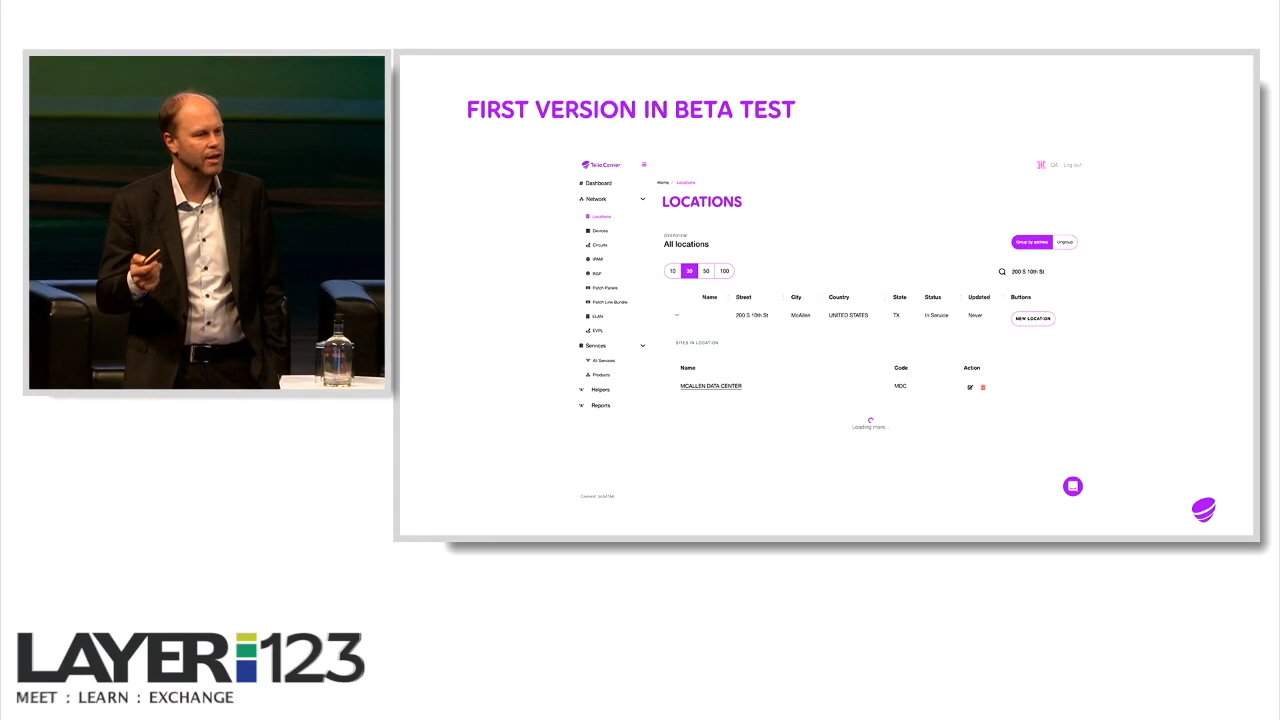 FIRST VERSION IN BETA TEST
Telia Carrier
QA Log out
# Dashboard
Home / Locations
Network
LOCATIONS
Locations
Devices
OVERVIEW
All locations
Group by address Ungroup
Circuits
IPAM
10 30 50 100
200 S 10th St
BGP
Patch Panels
Patch Link Bundle
Name Street City Country State Status Updated Buttons
ELAN
200 S 10th St McAllen UNITED STATES TX In Service Never NEW LOCATION
EVPL
Services
SITES IN LOCATION
All Services
Name Code Action
Products
MCALLEN DATA CENTER MDC
Helpers
Reports
Loading more...
LAYER 123
MEET : LEARN : EXCHANGE